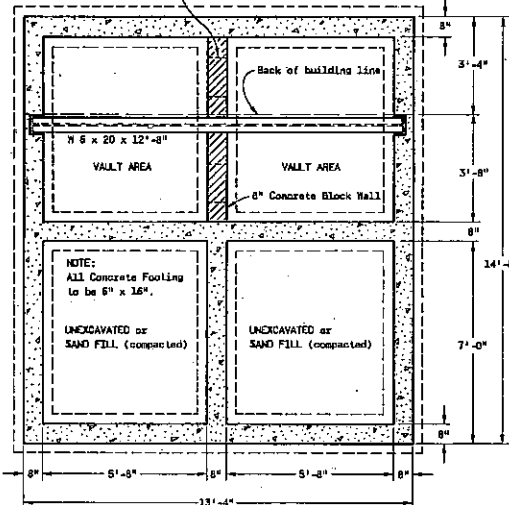 8"
3'-4"
Back of building line
W 6 x 20 x 12'-8"
VAULT AREA
VAULT AREA
3'-8"
8" Concrete Block Wall
8"
NOTE:
All Concrete Footing
to be 6" x 16".
14'-
UNEXCAVATED or
SAND FILL (compacted)
UNEXCAVATED or
SAND FILL (compacted)
7'-0"
8"
8"
5'-8"
8"
5'-8"
8"
13'-4"